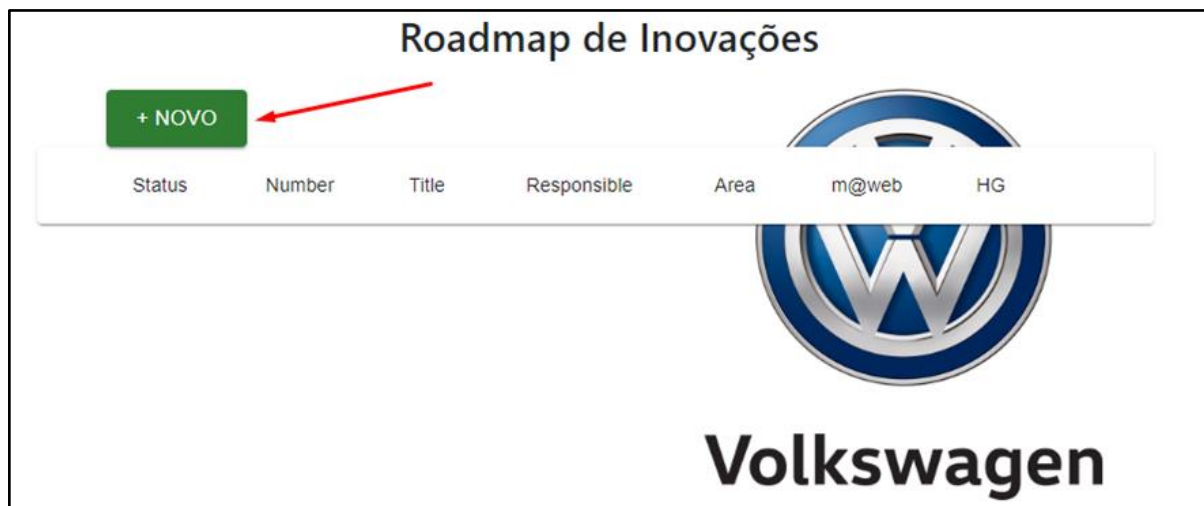 Roadmap de Inovações
+ NOVO
Status Number Title Responsible Area m@web HG
Volkswagen